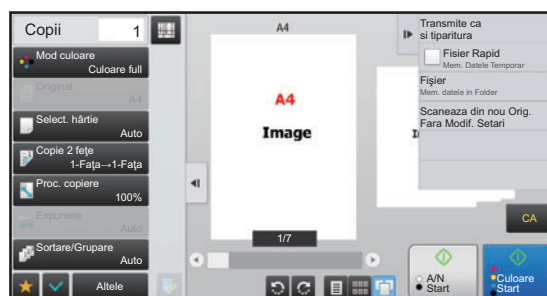 Copii
1
Mod culoare
Culoare full
Original
A4
Select. hârtie
Auto
Copie 2 feţe
1-Faţa→1-Faţa
Proc. copiere
100%
Expunere
Auto
Sortare/Grupare
Auto
Altele
A4
A4
Image
1/7
Transmite ca
si tiparitura
Fisier Rapid
Mem. Datele Temporar
Fişier
Mem. datele in Folder
Scaneaza din nou Orig.
Fara Modif. Setari
CA
A/N
Start
Culoare
Start